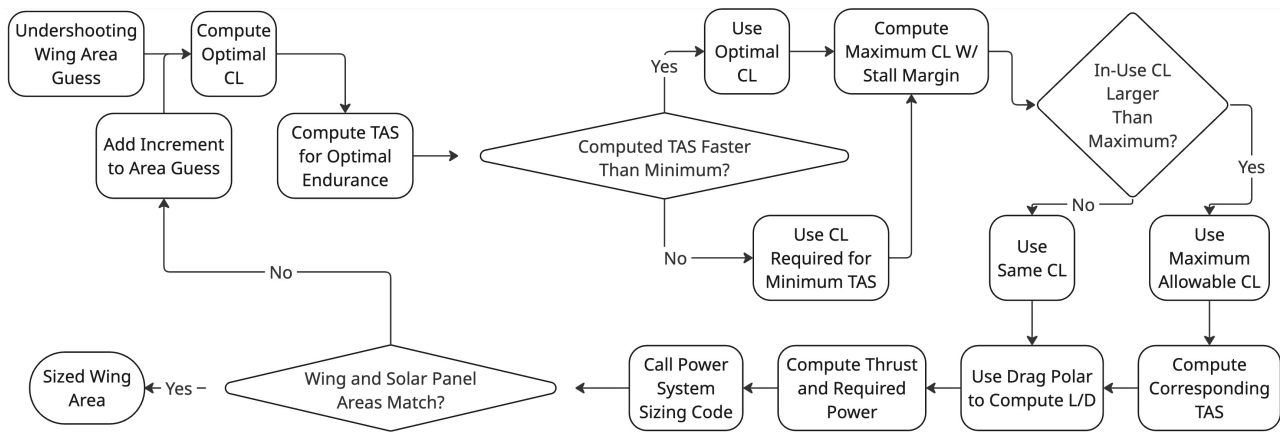 Undershooting
Wing Area
Guess
Compute
Optimal
CL
Add Increment
to Area Guess
Compute TAS
for Optimal
Endurance
Computed TAS Faster
Than Minimum?
Yes
Use
Optimal
CL
No
Use CL
Required for
Minimum TAS
Compute
Maximum CL W/
Stall Margin
In-Use CL
Larger
Than
Maximum?
No
Use
Same CL
Yes
Use
Maximum
Allowable CL
Compute
Corresponding
TAS
Use Drag Polar
to Compute L/D
Compute Thrust
and Required
Power
Call Power
System
Sizing Code
Wing and Solar Panel
Areas Match?
No
Yes
Sized Wing
Area